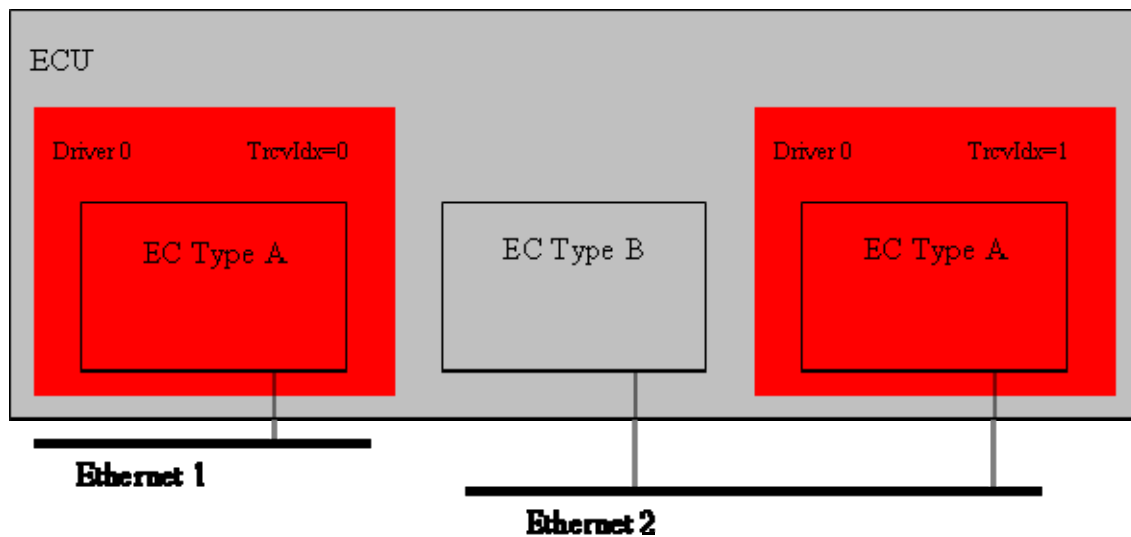 ECU
Driver 0 TrcvIdx=0
Driver 0 TrcvIdx=1
EC Type A
EC Type B
EC Type A
Ethernet 1
Ethernet 2